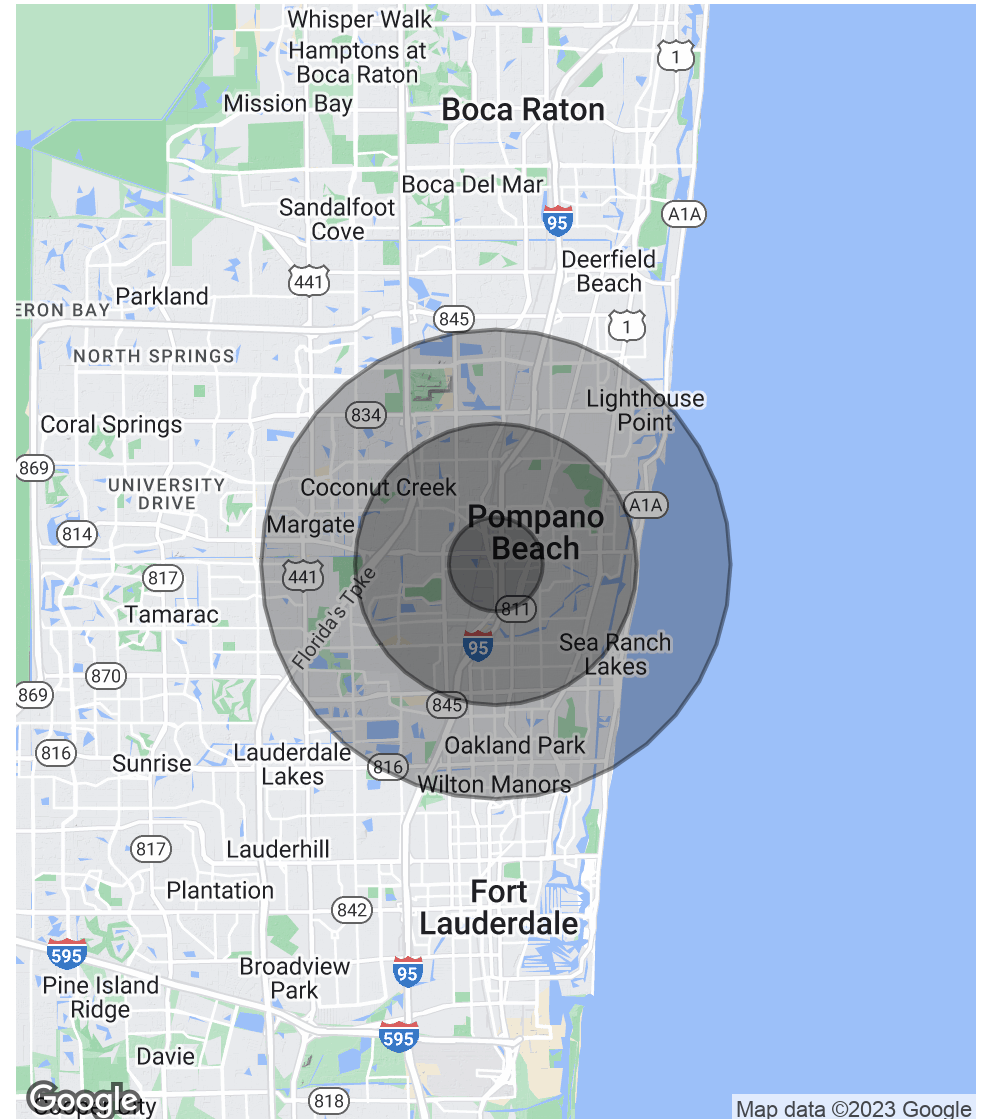 Whisper Walk
Hamptons at
Boca Raton
1
Mission Bay
Boca Raton
Boca Del Mar
Sandalfoot
Cove
A1A
95
Deerfield
Beach
441
Parkland
ERON BAY
845
1
NORTH SPRINGS
Lighthouse
Point
834
Coral Springs
869
UNIVERSITY
DRIVE
Coconut Creek
A1A
Margate
Pompano
Beach
814
817
441
Florida's Tpke
811
Tamarac
95
Sea Ranch
Lakes
870
869
845
816
Sunrise
Lauderdale
Lakes
816
Oakland Park
Wilton Manors
817
Lauderhill
Plantation
842
Fort
Lauderdale
595
Broadview
Park
95
Pine Island
Ridge
595
Davie
Google
City
818
Map data ©2023 Google